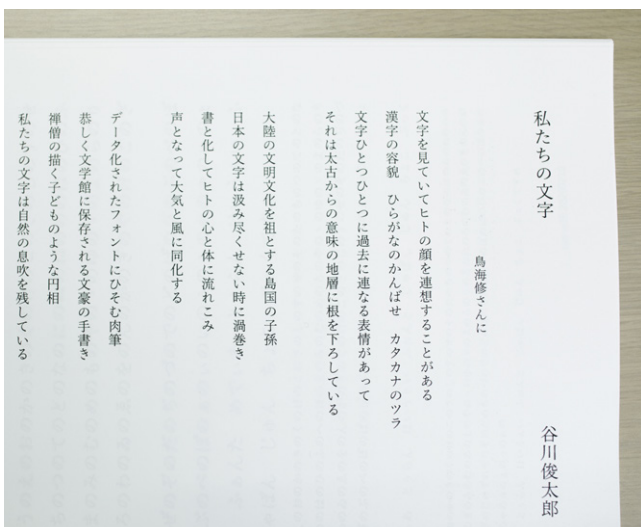 私たちの文字
谷川俊太郎
鳥海修さんに
文字を見ていてヒトの顔を連想することがある
漢字の容貌　ひらがなのかんばせ　カタカナのツラ
文字ひとつひとつに過去に連なる表情があって
それは太古からの意味の地層に根を下ろしている
大陸の文明文化を祖とする島国の子孫
日本の文字は汲み尽くせない時に渦巻き
書と化してヒトの心と体に流れこみ
声となって大気と風に同化する
データ化されたフォントにひそむ肉筆
恭しく文学館に保存される文豪の手書き
禅僧の描く子どものような円相
私たちの文字は自然の息吹を残している